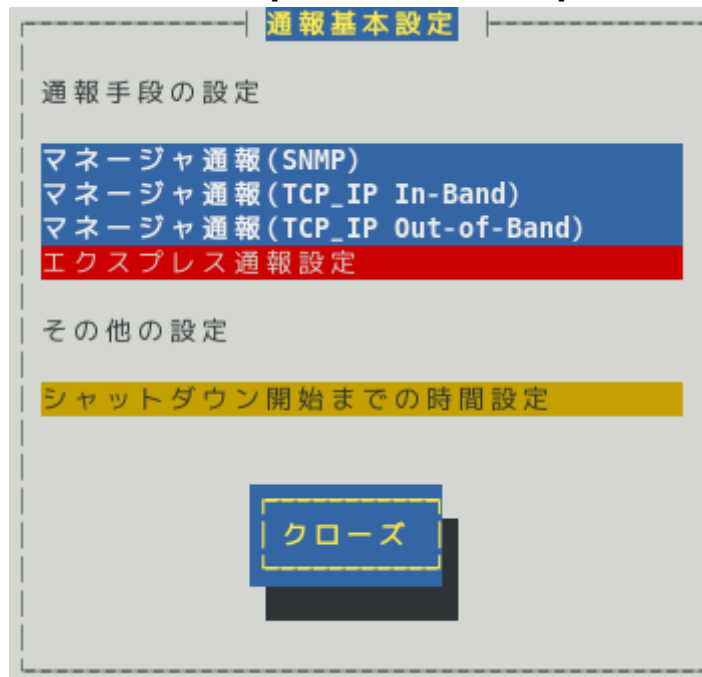 通報基本設定
通報手段の設定
マネージャ通報(SNMP)
マネージャ通報(TCP_IP In-Band)
マネージャ通報(TCP_IP Out-of-Band)
エクスプレス通報設定
その他の設定
シャットダウン開始までの時間設定
クローズ